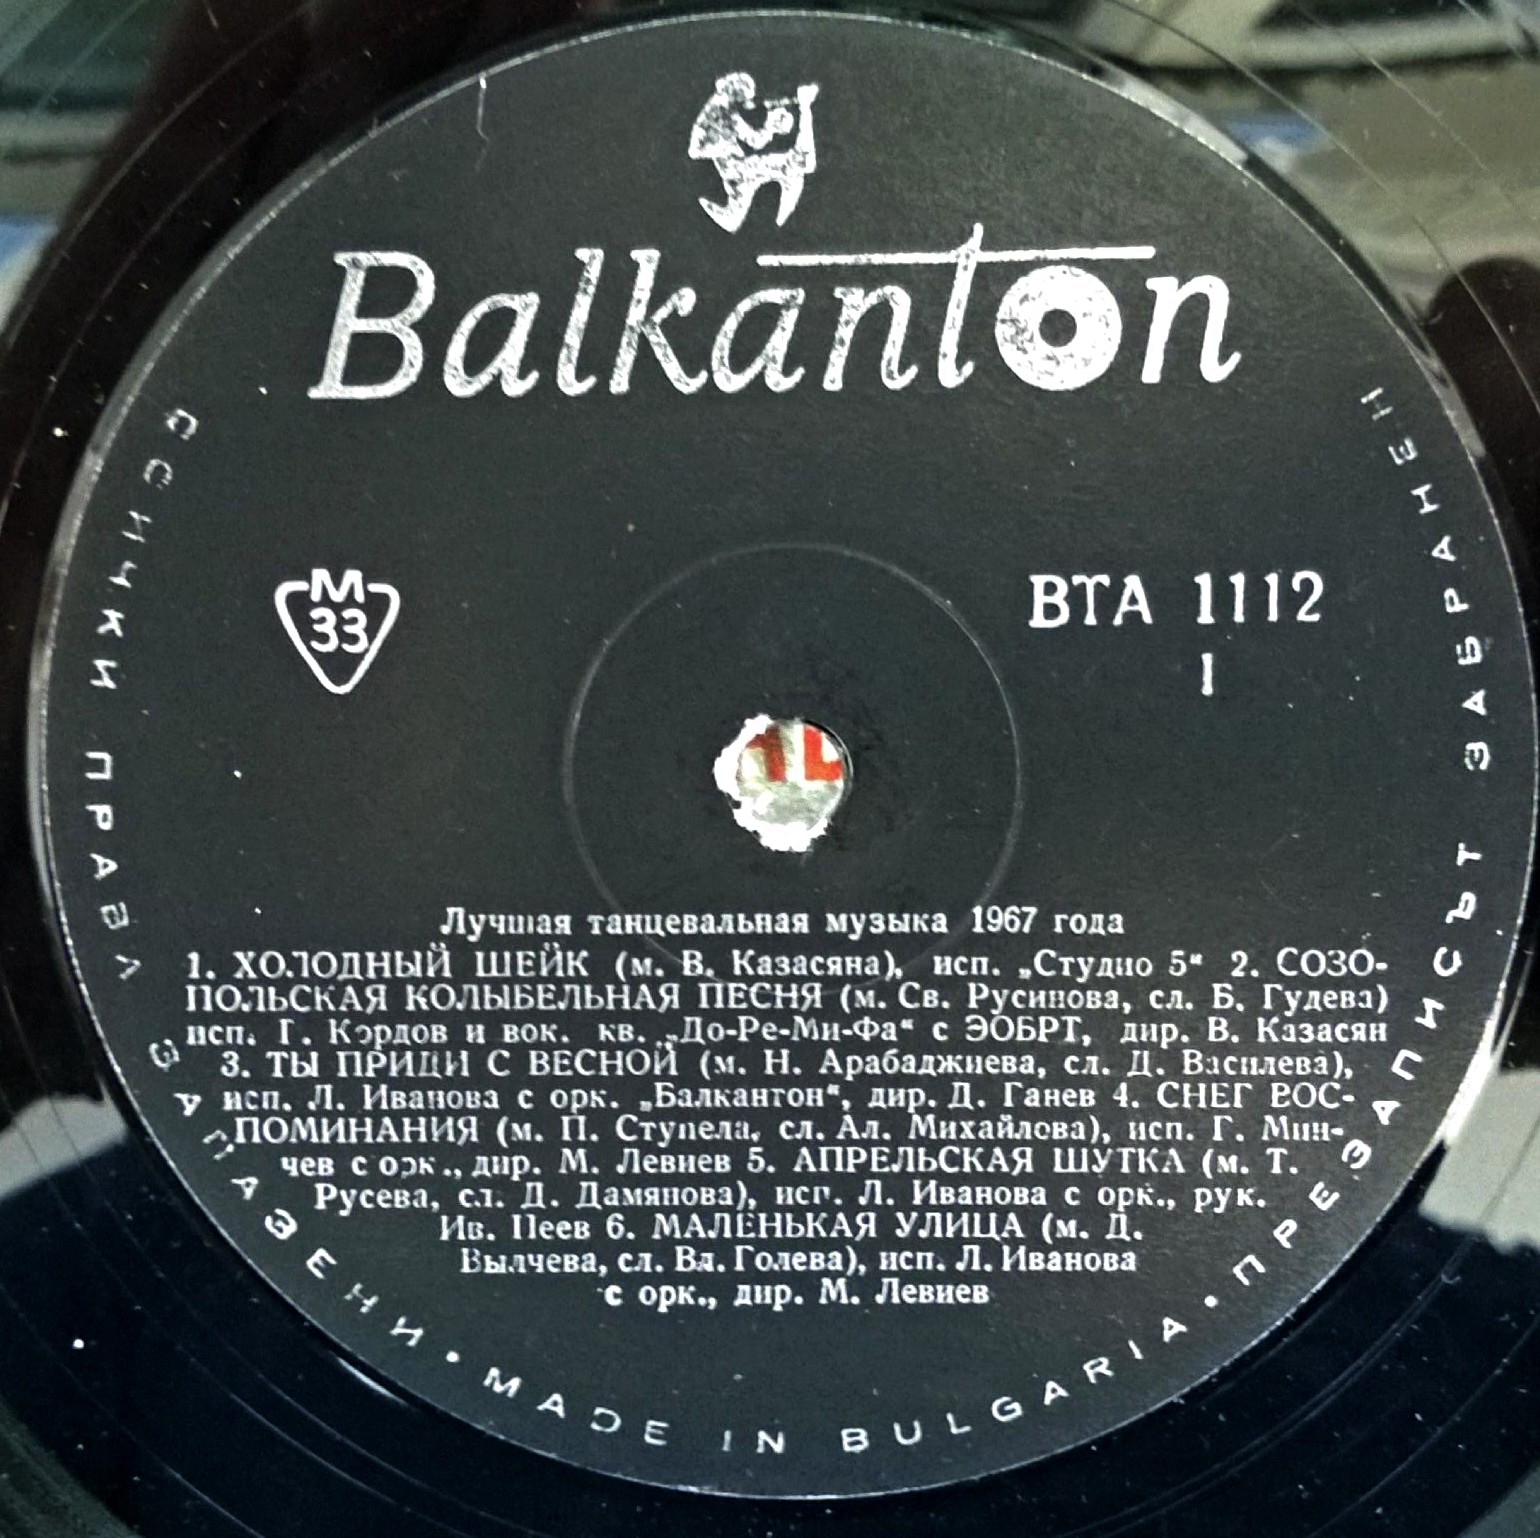 Balkanton
М
33
ВТА 1112
I
Лучшая танцевальная музыка 1967 года
1. ХОЛОДНЫЙ ШЕЙК (м. В. Казасяна), исп. „Студио 5“ 2. СОЗО-
ПОЛЬСКАЯ КОЛЫБЕЛЬНАЯ ПЕСНЯ (м. Св. Русинова, сл. Б. Гудева)
исп. Г. Кордов и вок. кв. „До-Ре-Ми-Фа“ с ЭОБРТ, дир. В. Казасян
3. ТЫ ПРИДИ С ВЕСНОЙ (м. Н. Арабаджиева, сл. Д. Василева),
исп. Л. Иванова с орк. „Балкантон“, дир. Д. Ганев 4. СНЕГ ВОС-
ПОМИНАНИЯ (м. П. Ступела, сл. Ал. Михайлова), исп. Г. Мин-
чев с орк., дир. М. Левиев 5. АПРЕЛЬСКАЯ ШУТКА (м. Т.
Русева, сл. Д. Дамянова), исп. Л. Иванова с орк., рук.
Ив. Пеев 6. МАЛЕНЬКАЯ УЛИЦА (м. Д.
Вылчева, сл. Вл. Голева), исп. Л. Иванова
с орк., дир. М. Левиев
ВСИЧКИ ПРАВА ЗАПАЗЕНИ • MADE IN BULGARIA • ПРЕЗАПИСЪТ ЗАБРАНЕН